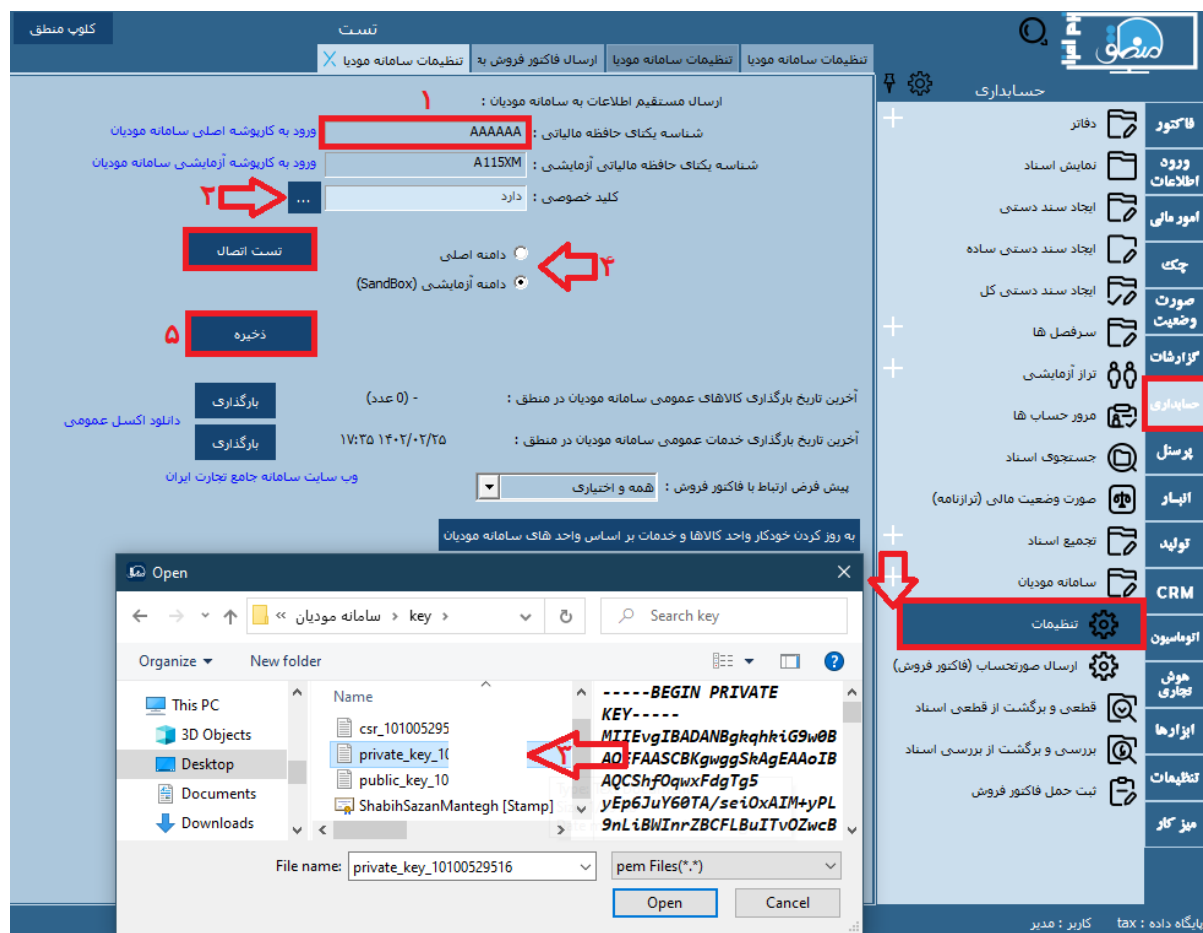 کلوپ منطق
تست
منطق
تنظیمات سامانه مودیا
تنظیمات سامانه مودیا
ارسال فاکتور فروش به
تنظیمات سامانه مودیا X
حسابداری
۱
ارسال مستقیم اطلاعات به سامانه مودیان :
شناسه یکتای حافظه مالیاتی : AAAAAA
ورود به کارپوشه اصلی سامانه مودیان
شناسه یکتای حافظه مالیاتی آزمایشی : A115XM
ورود به کارپوشه آزمایشی سامانه مودیان
کلید خصوصی : دارد
...
۲
تست اتصال
دامنه اصلی
دامنه آزمایشی (SandBox)
۴
ذخیره
۵
آخرین تاریخ بارگذاری کالاهای عمومی سامانه مودیان در منطق : - (0 عدد)
بارگذاری
دانلود اکسل عمومی
آخرین تاریخ بارگذاری خدمات عمومی سامانه مودیان در منطق : ۱۴۰۲/۰۲/۲۵ ۱۷:۲۵
بارگذاری
وب سایت سامانه جامع تجارت ایران
پیش فرض ارتباط با فاکتور فروش : همه و اختیاری
به روز کردن خودکار واحد کالاها و خدمات بر اساس واحد های سامانه مودیان
دفاتر
نمایش اسناد
ایجاد سند دستی
ایجاد سند دستی ساده
ایجاد سند دستی کل
سرفصل ها
تراز آزمایشی
مرور حساب ها
جستجوی اسناد
صورت وضعیت مالی (ترازنامه)
تجمیع اسناد
سامانه مودیان
تنظیمات
ارسال صورتحساب (فاکتور فروش)
قطعی و برگشت از قطعی اسناد
بررسی و برگشت از بررسی اسناد
ثبت حمل فاکتور فروش
فاکتور
ورود
اطلاعات
امور مالی
چک
صورت
وضعیت
گزارشات
حسابداری
پرسنل
انبار
تولید
CRM
اتوماسیون
هوش
تجاری
ابزارها
تنظیمات
میز کار
Open
« سامانه مودیان › key ›
Search key
Organize
New folder
This PC
3D Objects
Desktop
Documents
Downloads
Name
csr_101005295
private_key_10
public_key_10
ShabihSazanMantegh [Stamp]
۳
-----BEGIN PRIVATE
KEY-----
MIIEvgIBADANBgkqhkiG9w0B
AQEFAASCBKgwggSkAgEAAoIB
AQCShfOqwxFdgTg5
yEp6JuY60TA/seiOxAIM+yPL
9nLiBWInrZBCFLBuITvOZwcB
File name: private_key_10100529516
pem Files(*.*)
Open
Cancel
پایگاه داده : tax
کاربر : مدیر